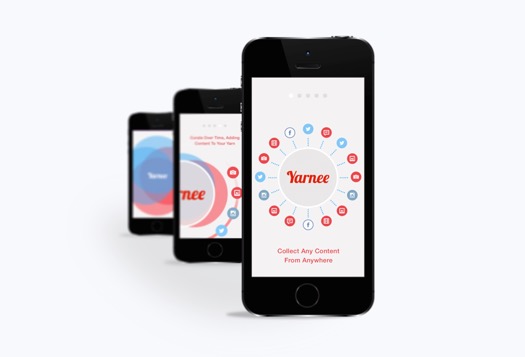 Yarnee
Curate Over Time, Adding
Content To Your Yarn
rnee
Yarnee
Collect Any Content
From Anywhere